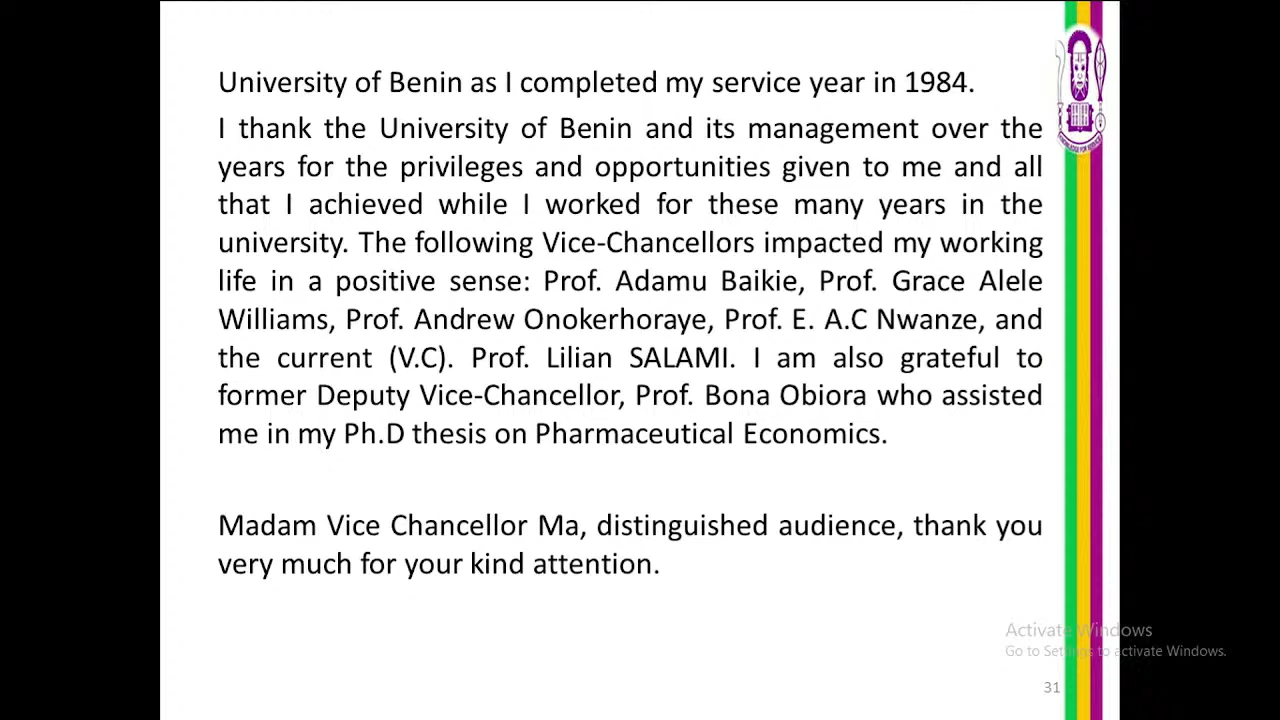 University of Benin as I completed my service year in 1984.
I thank the University of Benin and its management over the
years for the privileges and opportunities given to me and all
that I achieved while I worked for these many years in the
university. The following Vice-Chancellors impacted my working
life in a positive sense: Prof. Adamu Baikie, Prof. Grace Alele
Williams, Prof. Andrew Onokerhoraye, Prof. E. A.C Nwanze, and
the current (V.C). Prof. Lilian SALAMI. I am also grateful to
former Deputy Vice-Chancellor, Prof. Bona Obiora who assisted
me in my Ph.D thesis on Pharmaceutical Economics.
Madam Vice Chancellor Ma, distinguished audience, thank you
very much for your kind attention.
KNOWLEDGE FOR SERVICE
Activate Windows
Go to Settings to activate Windows.
31